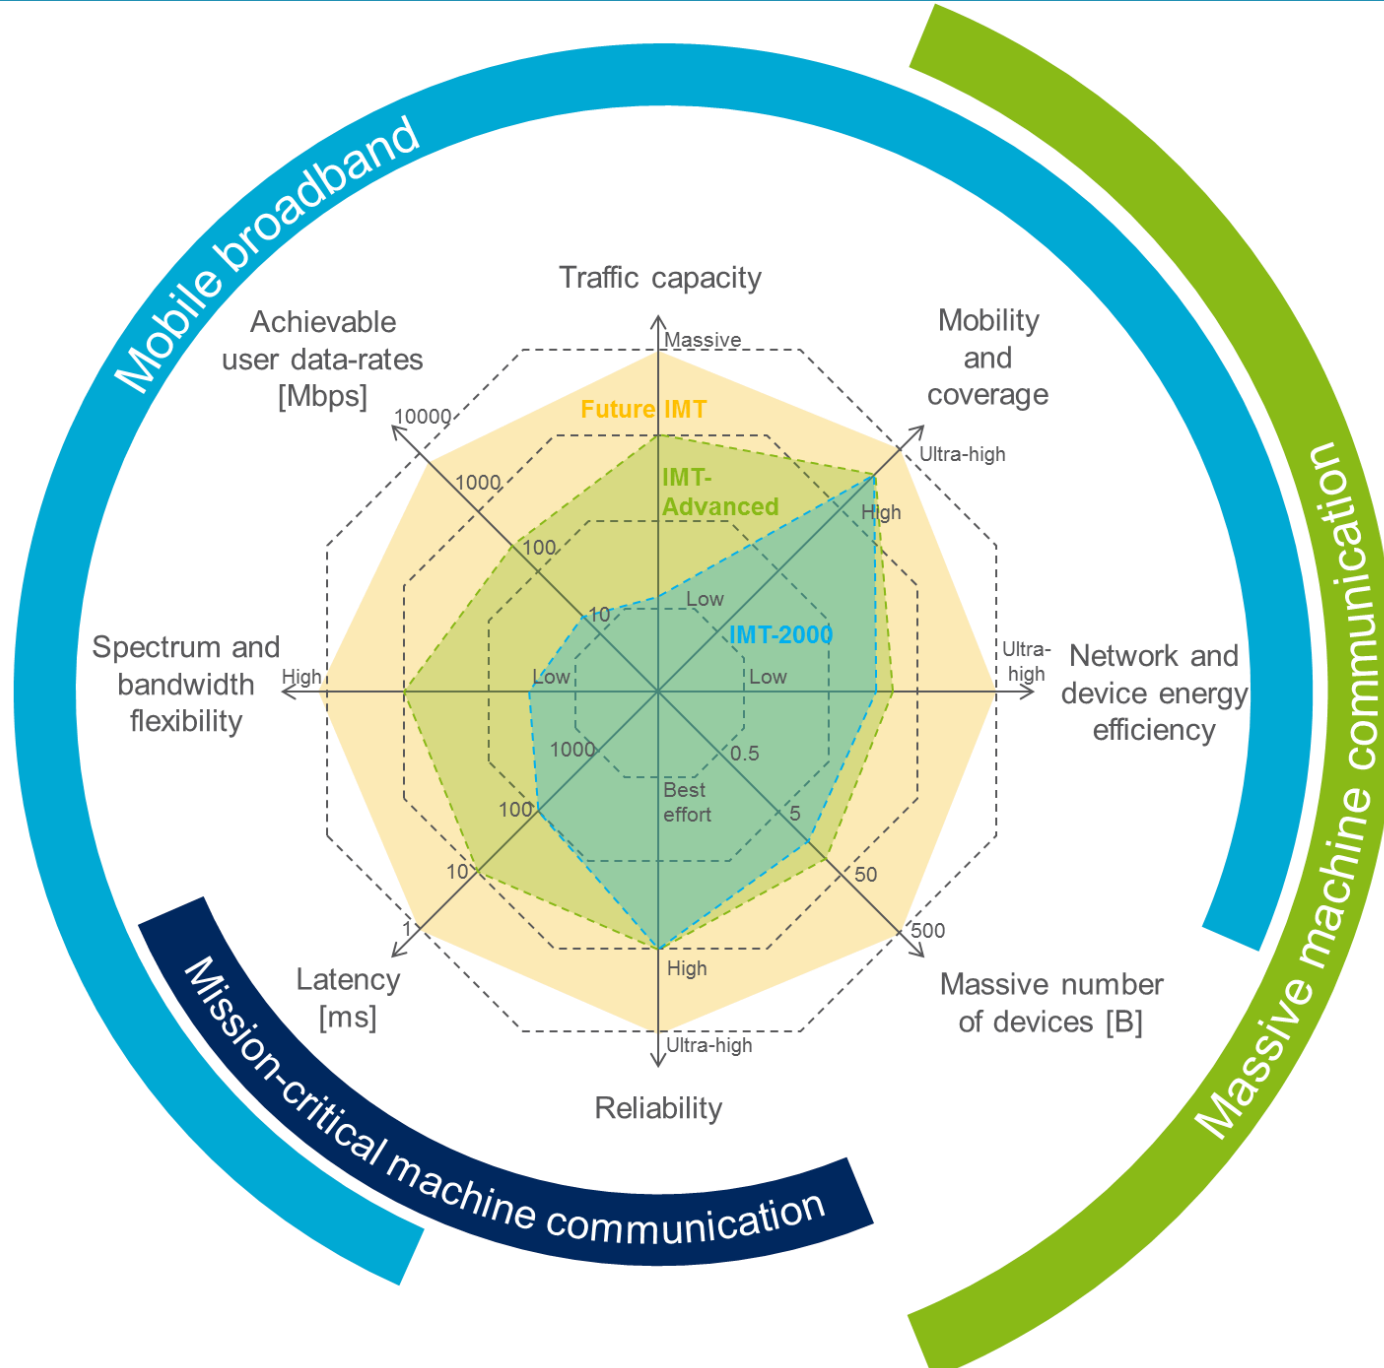 Mobile broadband
Massive machine communication
Mission-critical machine communication
Traffic capacity
Massive
Low
Mobility
and
coverage
Ultra-high
High
Network and
device energy
efficiency
Ultra-
high
Low
Massive number
of devices [B]
0.5
5
50
500
Reliability
Best
effort
High
Ultra-high
Latency
[ms]
1000
100
10
1
Spectrum and
bandwidth
flexibility
High
Low
Achievable
user data-rates
[Mbps]
10000
1000
100
10
Future IMT
IMT-
Advanced
IMT-2000